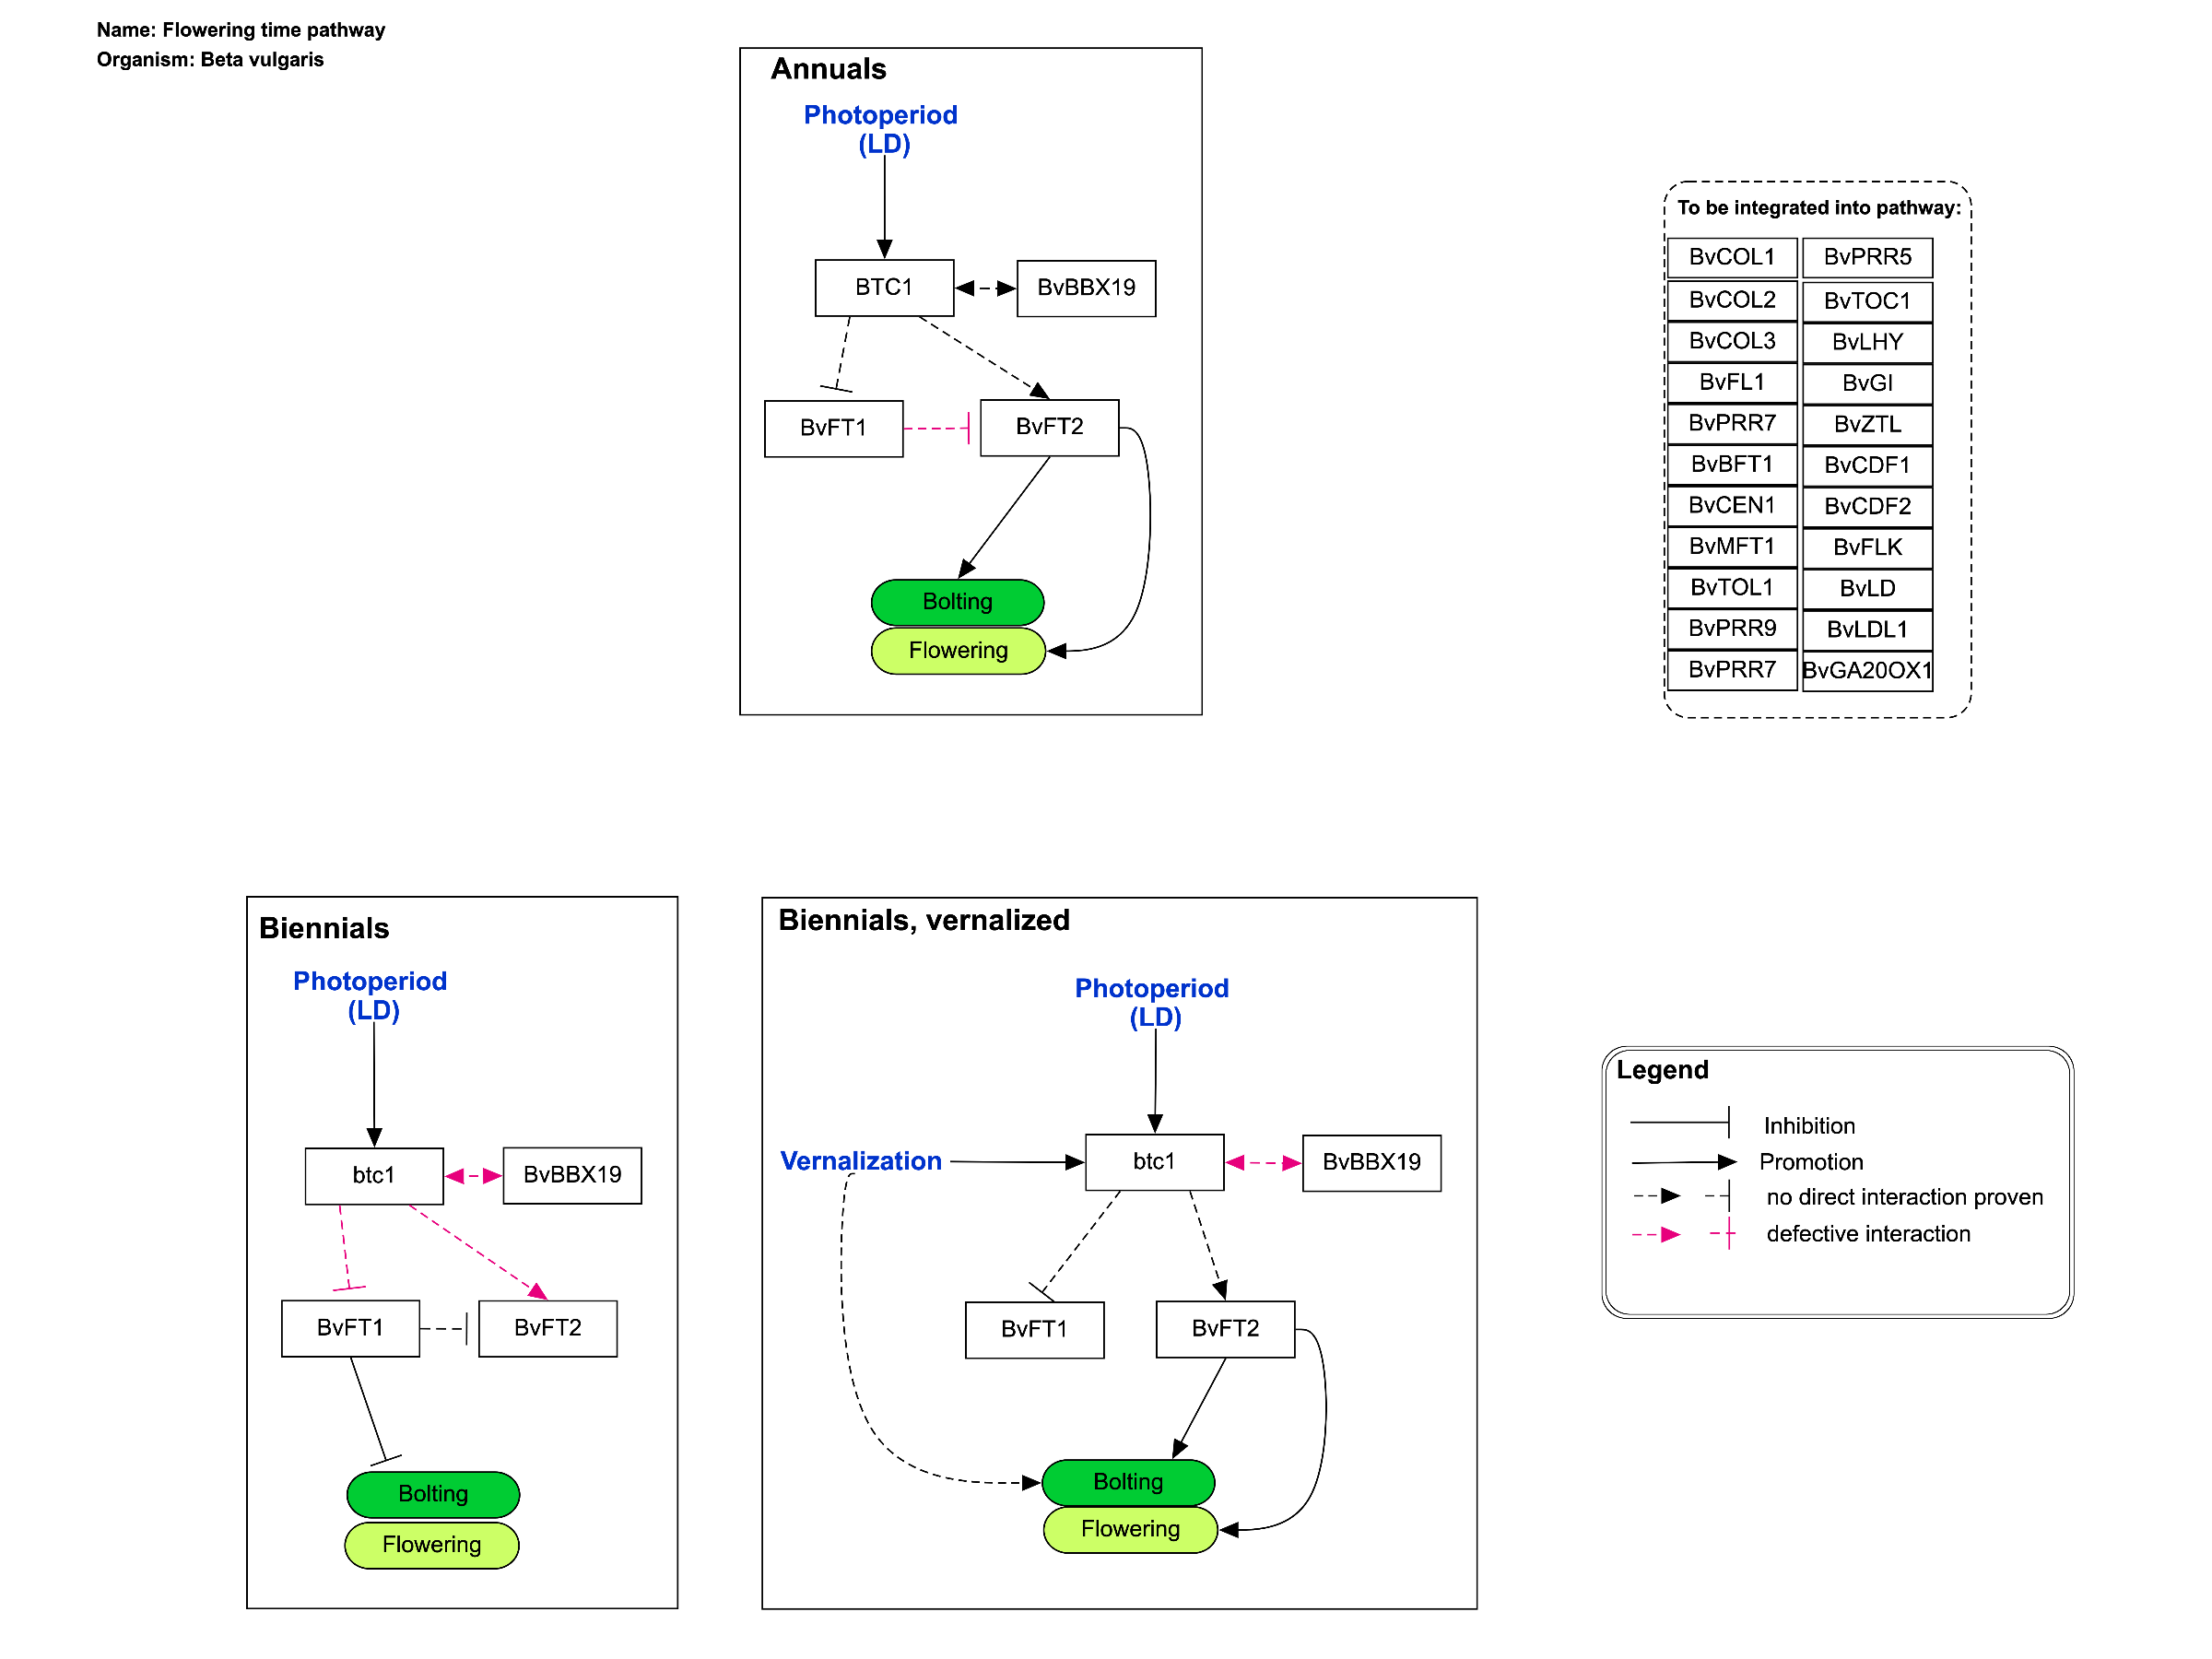 Name: Flowering time pathway
Organism: Beta vulgaris
Annuals
Photoperiod
(LD)
BTC1
BvBBX19
BvFT1
BvFT2
Bolting
Flowering
To be integrated into pathway:
BvCOL1
BvPRR5
BvCOL2
BvTOC1
BvCOL3
BvLHY
BvFL1
BvGI
BvPRR7
BvZTL
BvBFT1
BvCDF1
BvCEN1
BvCDF2
BvMFT1
BvFLK
BvTOL1
BvLD
BvPRR9
BvLDL1
BvPRR7
BvGA20OX1
Biennials
Photoperiod
(LD)
btc1
BvBBX19
BvFT1
BvFT2
Bolting
Flowering
Biennials, vernalized
Photoperiod
(LD)
Vernalization
btc1
BvBBX19
BvFT1
BvFT2
Bolting
Flowering
Legend
Inhibition
Promotion
no direct interaction proven
defective interaction